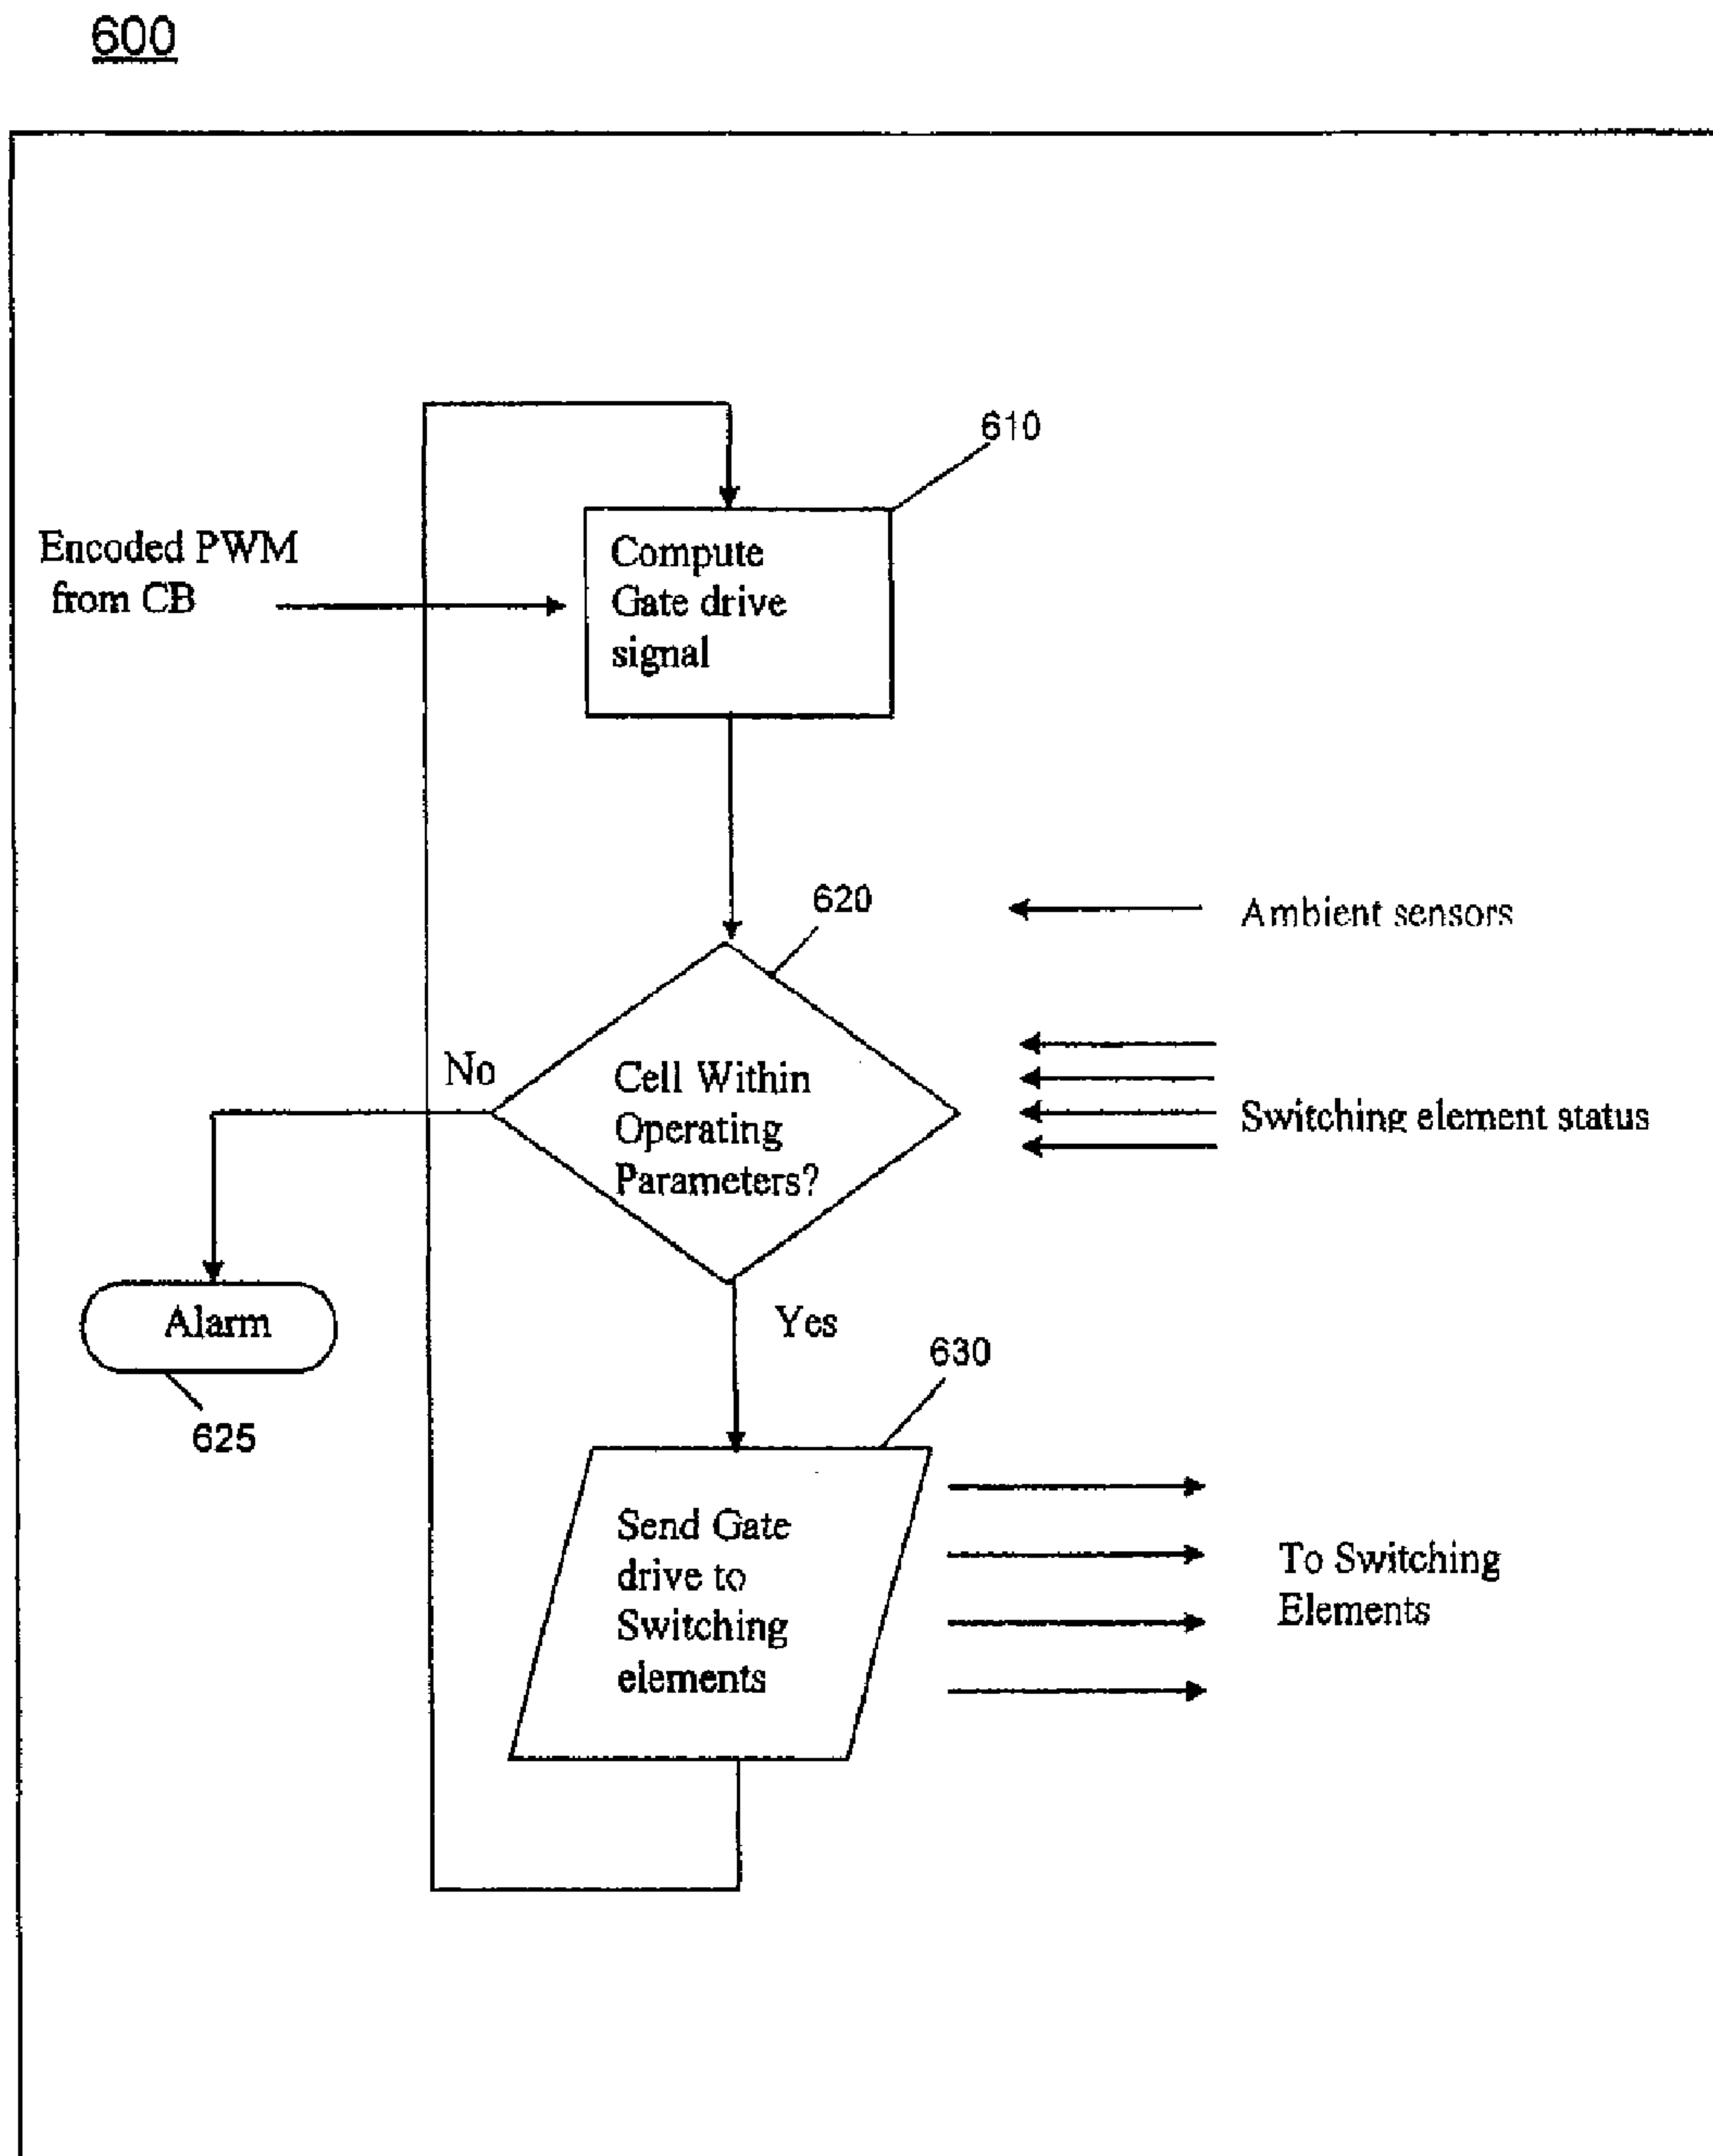 600
610
Encoded PWM
from CB
Compute
Gate drive
signal
620
Ambient sensors
No
Cell Within
Operating
Parameters?
Switching element status
Alarm
Yes
625
630
Send Gate
drive to
Switching
elements
To Switching
Elements